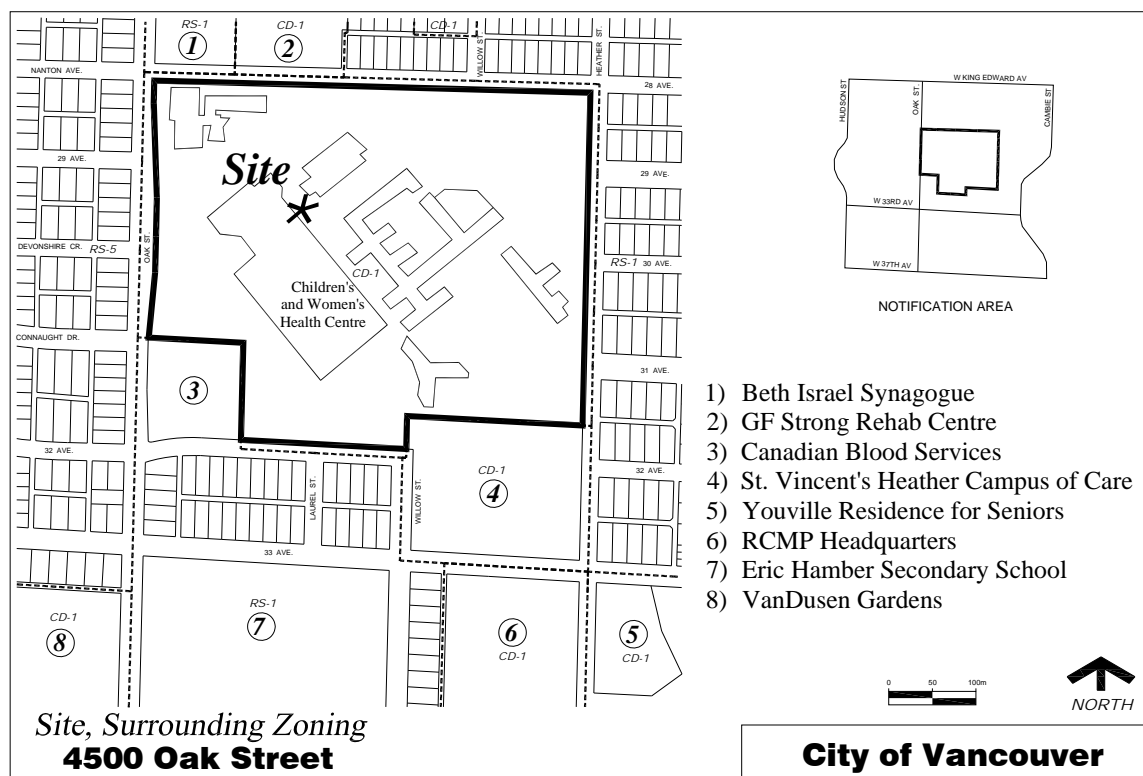 RS-1
1
CD-1
2
CD-1
WILLOW ST.
HEATHER ST.
NANTON AVE.
28 AVE.
29 AVE.
29 AVE.
Site
OAK ST.
DEVONSHIRE CR.
RS-5
CD-1
RS-1
30 AVE.
Children's
and Women's
Health Centre
CONNAUGHT DR.
31 AVE.
3
32 AVE.
LAUREL ST.
WILLOW ST.
CD-1
4
32 AVE.
33 AVE.
CD-1
8
RS-1
7
6
CD-1
5
CD-1
W KING EDWARD AV
HUDSON ST
OAK ST.
CAMBIE ST
W 33RD AV
W 37TH AV
NOTIFICATION AREA
1) Beth Israel Synagogue
2) GF Strong Rehab Centre
3) Canadian Blood Services
4) St. Vincent's Heather Campus of Care
5) Youville Residence for Seniors
6) RCMP Headquarters
7) Eric Hamber Secondary School
8) VanDusen Gardens
0 50 100m
NORTH
Site, Surrounding Zoning
4500 Oak Street
City of Vancouver